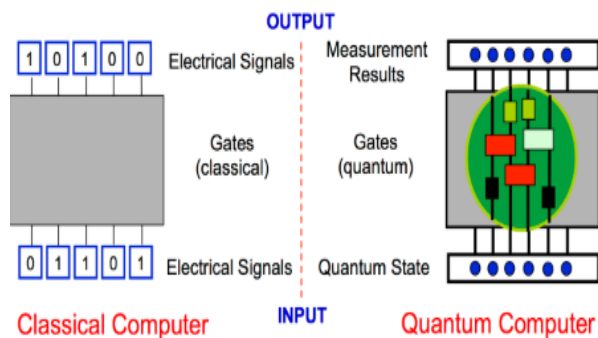 OUTPUT
1 0 1 0 0
Electrical Signals
Measurement
Results
Gates
(classical)
Gates
(quantum)
0 1 1 0 1
Electrical Signals
Quantum State
INPUT
Classical Computer
Quantum Computer